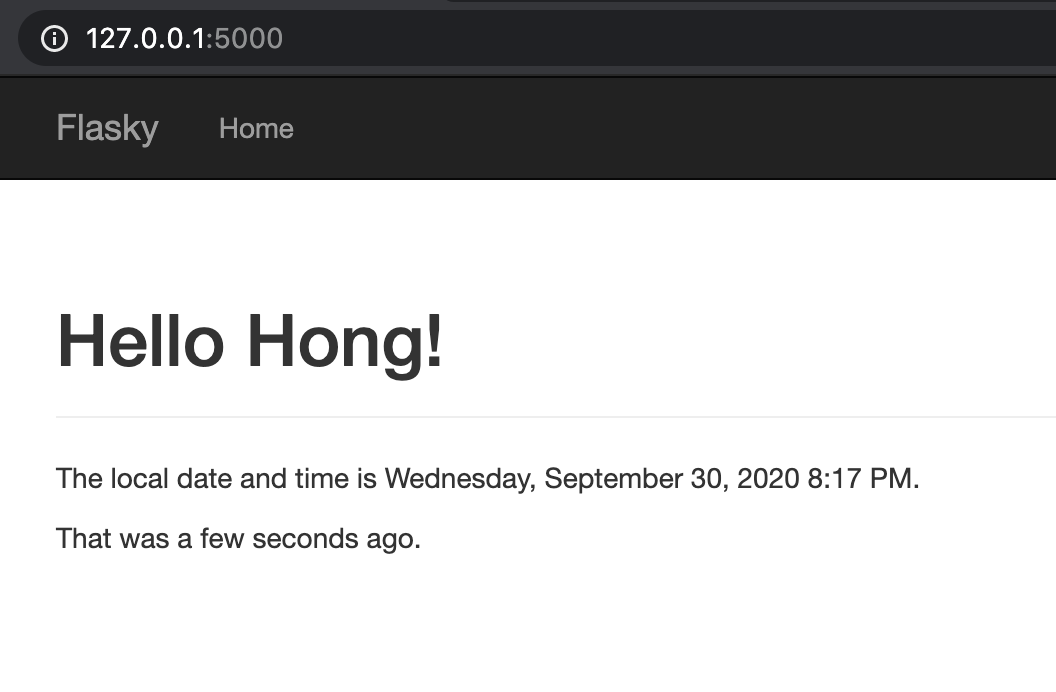 127.0.0.1:5000
Flasky Home
Hello Hong!
The local date and time is Wednesday, September 30, 2020 8:17 PM.
That was a few seconds ago.